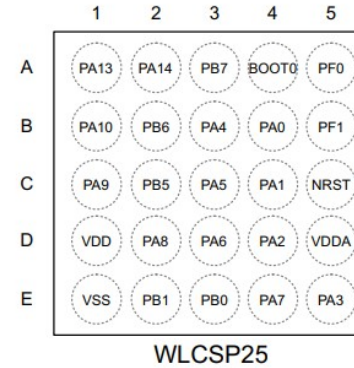 1 2 3 4 5
A PA13 PA14 PB7 BOOT0 PF0
B PA10 PB6 PA4 PA0 PF1
C PA9 PB5 PA5 PA1 NRST
D VDD PA8 PA6 PA2 VDDA
E VSS PB1 PB0 PA7 PA3
WLCSP25